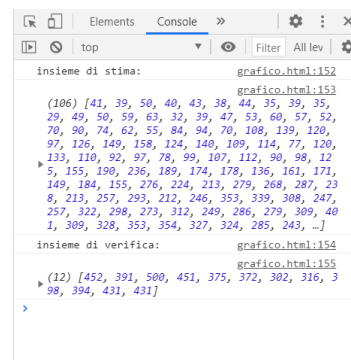 Elements Console »
top Filter All lev
insieme di stima: grafico.html:152
grafico.html:153
(106) [41, 39, 50, 40, 43, 38, 44, 35, 39, 35,
29, 49, 50, 59, 63, 32, 39, 47, 53, 60, 57, 52,
70, 90, 74, 62, 55, 84, 94, 70, 108, 139, 120,
97, 126, 149, 158, 124, 140, 109, 114, 77, 120,
133, 110, 92, 97, 78, 99, 107, 112, 90, 98, 12
5, 155, 190, 236, 189, 174, 178, 136, 161, 171,
149, 184, 155, 276, 224, 213, 279, 268, 287, 23
8, 213, 257, 293, 212, 246, 353, 339, 308, 247,
257, 322, 298, 273, 312, 249, 286, 279, 309, 40
1, 309, 328, 353, 354, 327, 324, 285, 243, …]
insieme di verifica: grafico.html:154
grafico.html:155
(12) [452, 391, 500, 451, 375, 372, 302, 316, 3
98, 394, 431, 431]